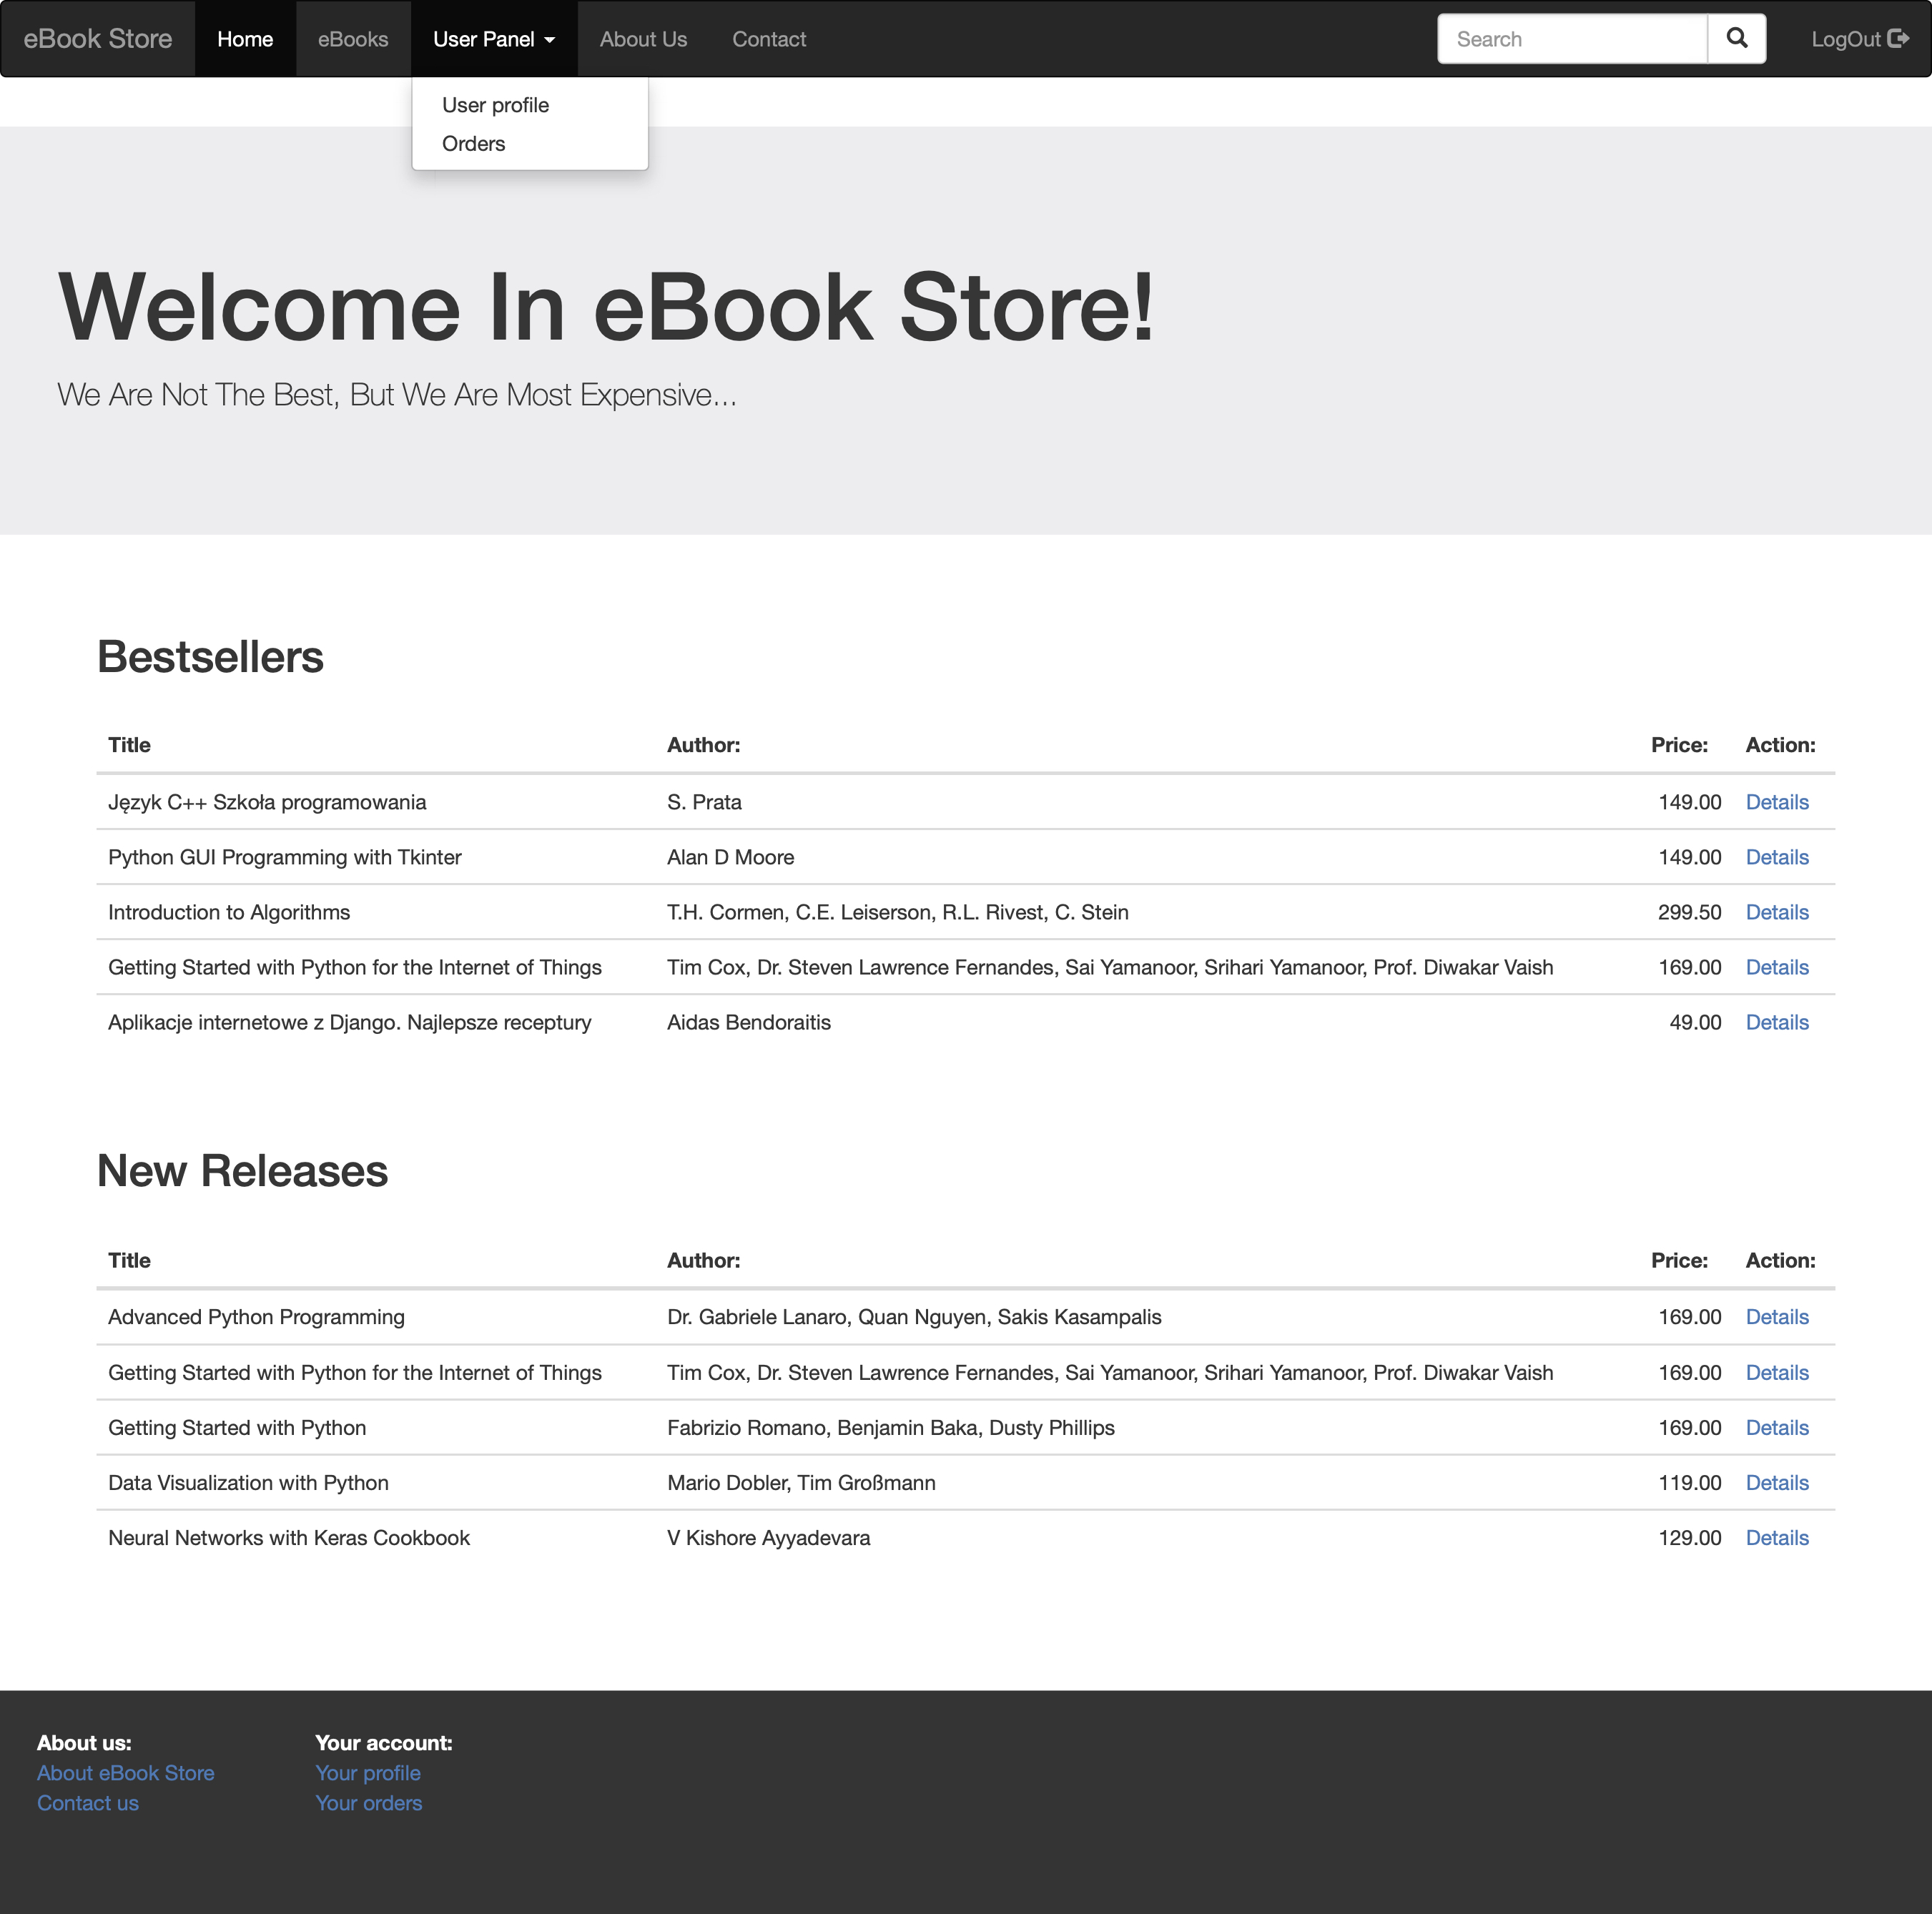 eBook Store Home eBooks User Panel About Us Contact Search LogOut
User profile
Orders
Welcome In eBook Store!
We Are Not The Best, But We Are Most Expensive...
Bestsellers
Title Author: Price: Action:
Język C++ Szkoła programowania S. Prata 149.00 Details
Python GUI Programming with Tkinter Alan D Moore 149.00 Details
Introduction to Algorithms T.H. Cormen, C.E. Leiserson, R.L. Rivest, C. Stein 299.50 Details
Getting Started with Python for the Internet of Things Tim Cox, Dr. Steven Lawrence Fernandes, Sai Yamanoor, Srihari Yamanoor, Prof. Diwakar Vaish 169.00 Details
Aplikacje internetowe z Django. Najlepsze receptury Aidas Bendoraitis 49.00 Details
New Releases
Title Author: Price: Action:
Advanced Python Programming Dr. Gabriele Lanaro, Quan Nguyen, Sakis Kasampalis 169.00 Details
Getting Started with Python for the Internet of Things Tim Cox, Dr. Steven Lawrence Fernandes, Sai Yamanoor, Srihari Yamanoor, Prof. Diwakar Vaish 169.00 Details
Getting Started with Python Fabrizio Romano, Benjamin Baka, Dusty Phillips 169.00 Details
Data Visualization with Python Mario Dobler, Tim Großmann 119.00 Details
Neural Networks with Keras Cookbook V Kishore Ayyadevara 129.00 Details
About us: Your account:
About eBook Store Your profile
Contact us Your orders